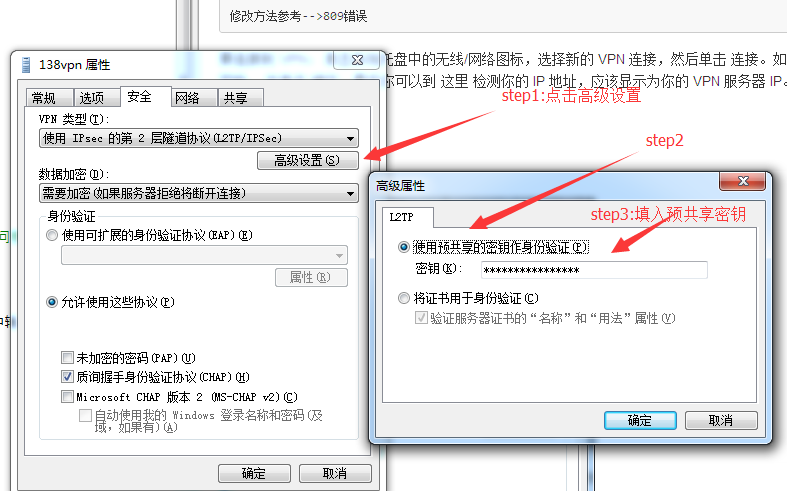 修改方法参考-->809错误
托盘中的无线/网络图标，选择新的 VPN 连接，然后单击 连接。如
你可以到 这里 检测你的 IP 地址，应该显示为你的 VPN 服务器 IP。
138vpn 属性
常规 选项 安全 网络 共享
step1:点击高级设置
VPN 类型(T):
使用 IPsec 的第 2 层隧道协议(L2TP/IPSec)
高级设置(S)
step2
数据加密(D):
需要加密(如果服务器拒绝将断开连接)
身份验证
使用可扩展的身份验证协议(EAP)(E)
属性(R)
允许使用这些协议(P)
未加密的密码(PAP)(U)
质询握手身份验证协议(CHAP)(H)
Microsoft CHAP 版本 2 (MS-CHAP v2)(C)
自动使用我的 Windows 登录名称和密码(及
域，如果有)(A)
确定 取消
高级属性
L2TP
step3:填入预共享密钥
使用预共享的密钥作身份验证(P)
密钥(K): ****************
将证书用于身份验证(C)
验证服务器证书的“名称”和“用法”属性(V)
确定 取消